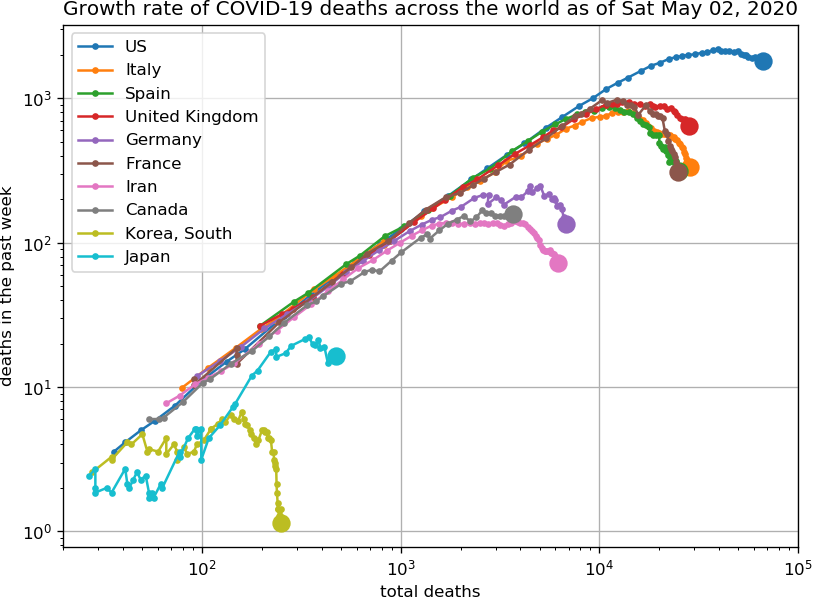 Growth rate of COVID-19 deaths across the world as of Sat May 02, 2020
US
Italy
Spain
United Kingdom
Germany
France
Iran
Canada
Korea, South
Japan
deaths in the past week
10³
10²
10¹
10⁰
10² 10³ 10⁴ 10⁵
total deaths